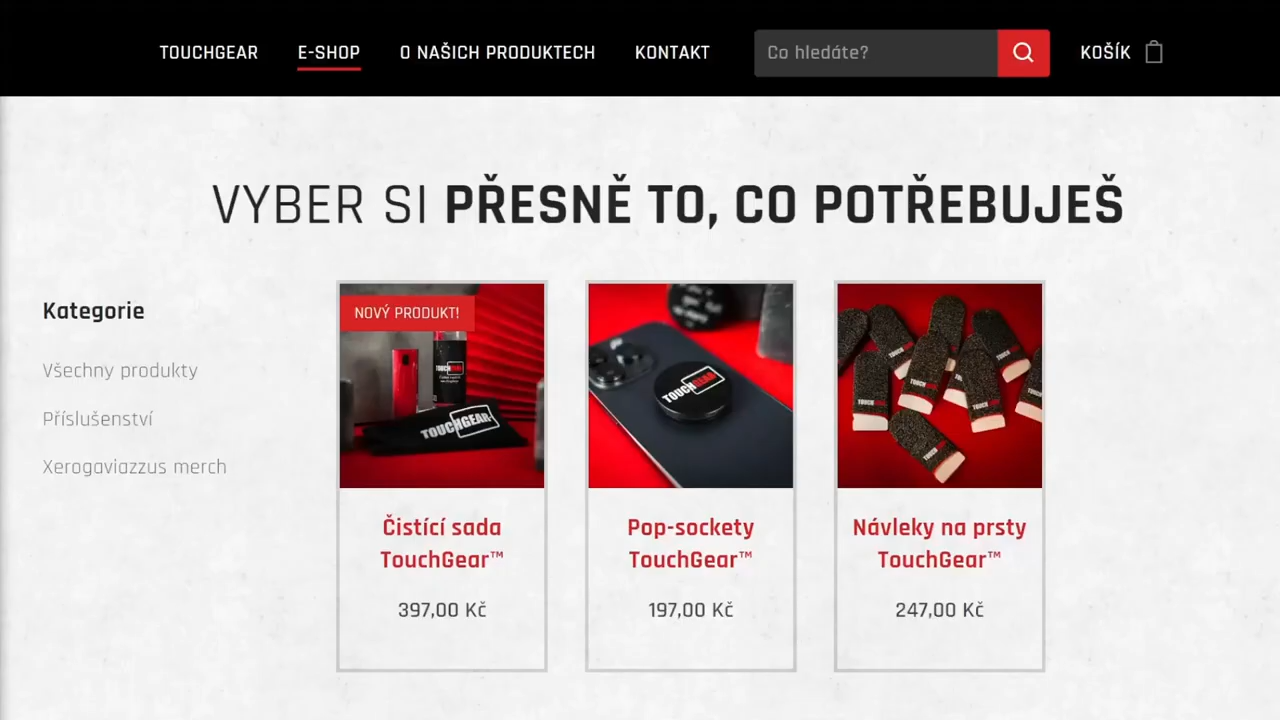 TOUCHGEAR E-SHOP O NAŠICH PRODUKTECH KONTAKT Co hledáte? KOŠÍK
VYBER SI PŘESNĚ TO, CO POTŘEBUJEŠ
Kategorie
Všechny produkty
Příslušenství
Xerogaviazzus merch
NOVÝ PRODUKT!
TOUCHGEAR
TOUCHGEAR
Čistící sada
TouchGear™
397,00 Kč
TOUCHGEAR
Pop-sockety
TouchGear™
197,00 Kč
Návleky na prsty
TouchGear™
247,00 Kč